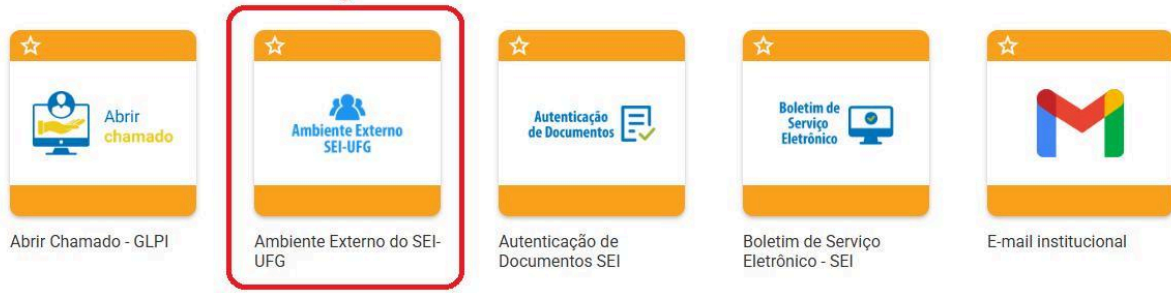 Abrir
chamado
Ambiente Externo
SEI-UFG
Autenticação
de Documentos
Boletim de
Serviço
Eletrônico
Abrir Chamado - GLPI
Ambiente Externo do SEI-
UFG
Autenticação de
Documentos SEI
Boletim de Serviço
Eletrônico - SEI
E-mail institucional